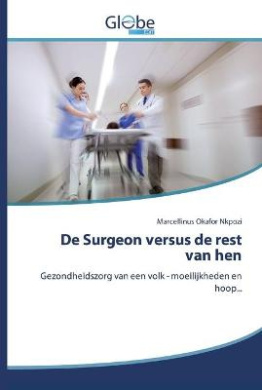 Globe
EDIT
Marcellinus Okafor Nkpozi
De Surgeon versus de rest
van hen
Gezondheidszorg van een volk - moeilijkheden en
hoop...